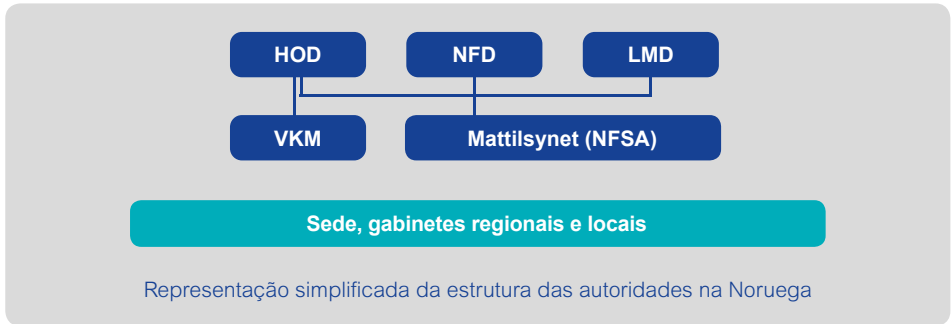 HOD
NFD
LMD
VKM
Mattilsynet (NFSA)
Sede, gabinetes regionais e locais
Representação simplificada da estrutura das autoridades na Noruega